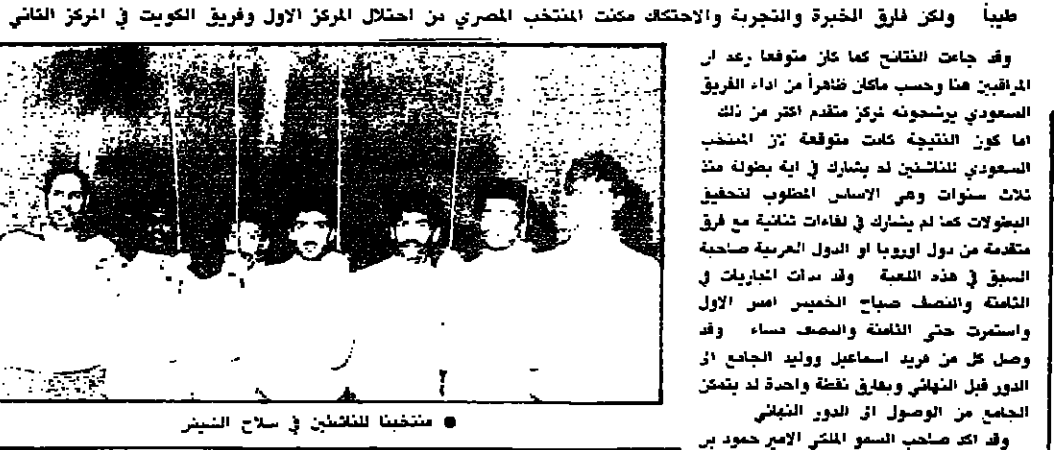 طيباً ولكن فارق الخبرة والتجربة والاحتكاك مكنت المنتخب المصري من احتلال المركز الاول وفريق الكويت في المركز الثاني
وقد جاءت النتائج كما كان متوقعا رغم ان
المراقبين هنا وحسب ماكان ظاهراً من اداء الفريق
السعودي يرشحونه لمركز متقدم اكثر من ذلك
اما كون النتيجة كانت متوقعة لان المنتخب
السعودي للناشئين لم يشارك في اية بطولة منذ
ثلاث سنوات وهي الاساس المطلوب لتحقيق
البطولات كما لم يشارك في لقاءات ثنائية مع فرق
متقدمة من دول اوروبا او الدول العربية صاحبة
السبق في هذه اللعبة وقد بدات المباريات في
الثامنة والنصف صباح الخميس امس الاول
واستمرت حتى الثامنة والنصف مساء وقد
وصل كل من فريد اسماعيل ووليد الجامع الى
الدور قبل النهائي وبفارق نقطة واحدة لم يتمكن
الجامع من الوصول الى الدور النهائي
وقد اكد صاحب السمو الملكي الامير حمود بن
● منتخبنا للناشئين في سلاح الشيش